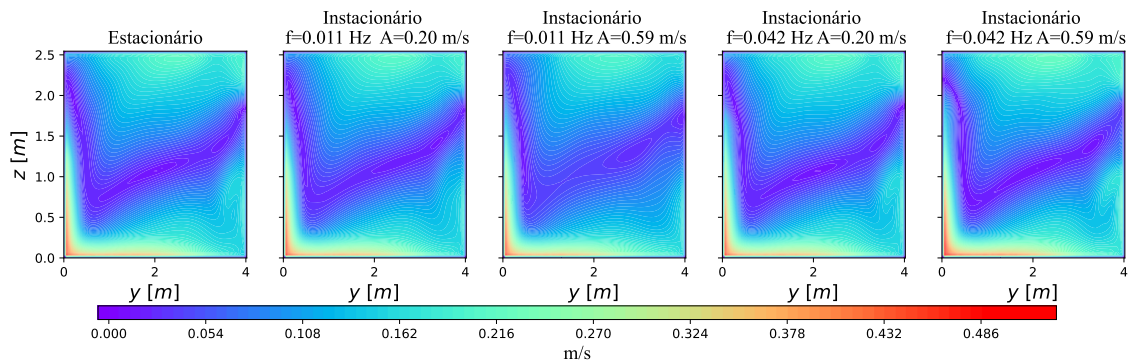 Estacionário
Instacionário
f=0.011 Hz  A=0.20 m/s
Instacionário
f=0.011 Hz A=0.59 m/s
Instacionário
f=0.042 Hz A=0.20 m/s
Instacionário
f=0.042 Hz A=0.59 m/s
z [m]
2.5
2.0
1.5
1.0
0.5
0.0
0 2 4
0 2 4
0 2 4
0 2 4
0 1 2 3 4
y [m]
y [m]
y [m]
y [m]
y [m]
0.000 0.054 0.108 0.162 0.216 0.270 0.324 0.378 0.432 0.486
m/s